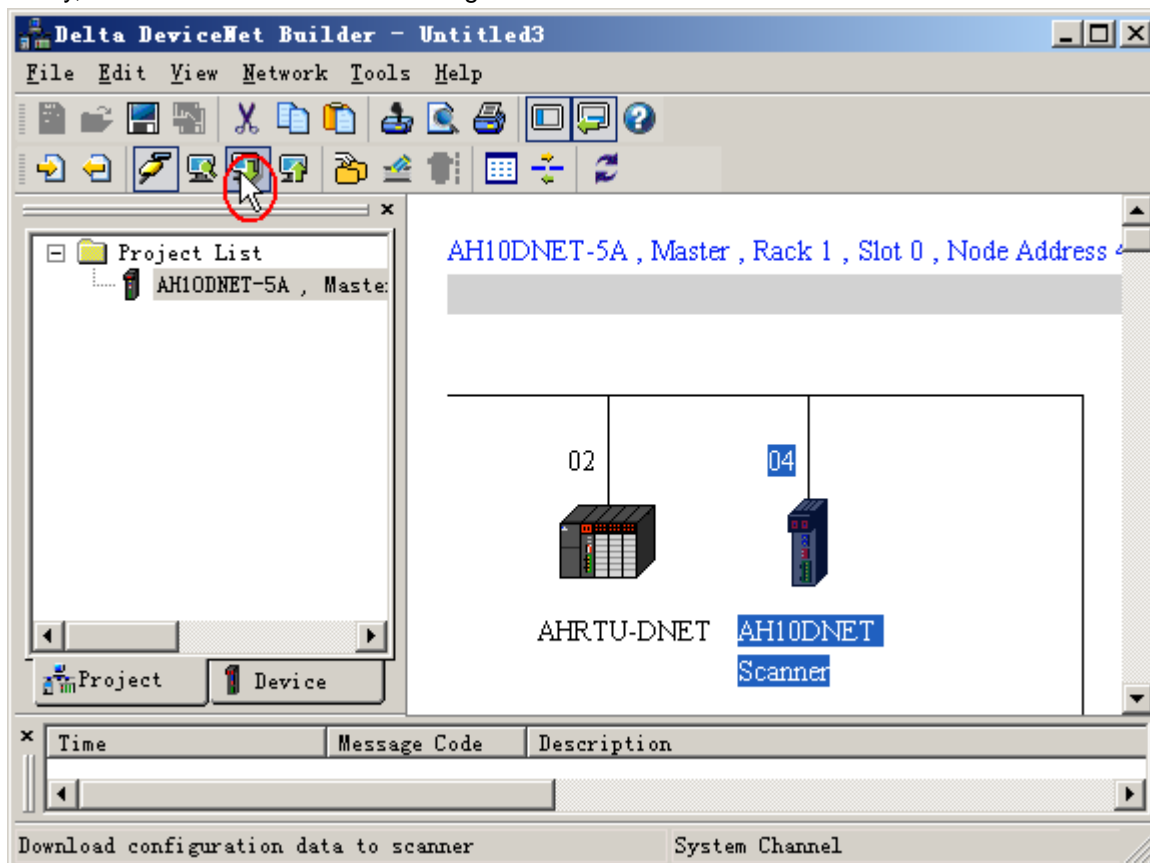 Delta DeviceNet Builder - Untitled3
File Edit View Network Tools Help
Project List
AH10DNET-5A , Master
AH10DNET-5A , Master , Rack 1 , Slot 0 , Node Address 4
02
04
AHRTU-DNET
AH10DNET
Scanner
Project
Device
Time Message Code Description
Download configuration data to scanner
System Channel